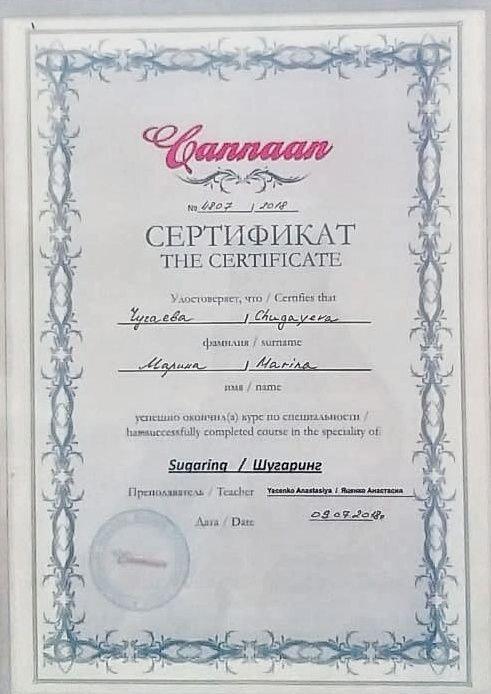 Cannaan
№ 4807 / 2018
СЕРТИФИКАТ
THE CERTIFICATE
Удостоверяет, что / Certifies that
Чугаева / Chugayeva
фамилия / surname
Марина / Marina
имя / name
успешно окончил(а) курс по специальности /
hassuccessfully completed course in the speciality of:
Sugaring / Шугаринг
Преподаватель / Teacher Yacenko Anastasiya / Яценко Анастасия
Дата / Date 09.07.2018г
Cannaan